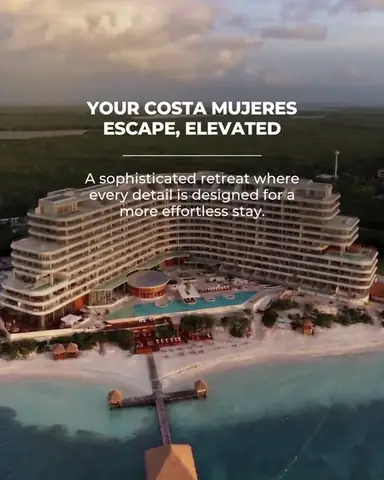 YOUR COSTA MUJERES
ESCAPE, ELEVATED
A sophisticated retreat where
every detail is designed for a
more effortless stay.